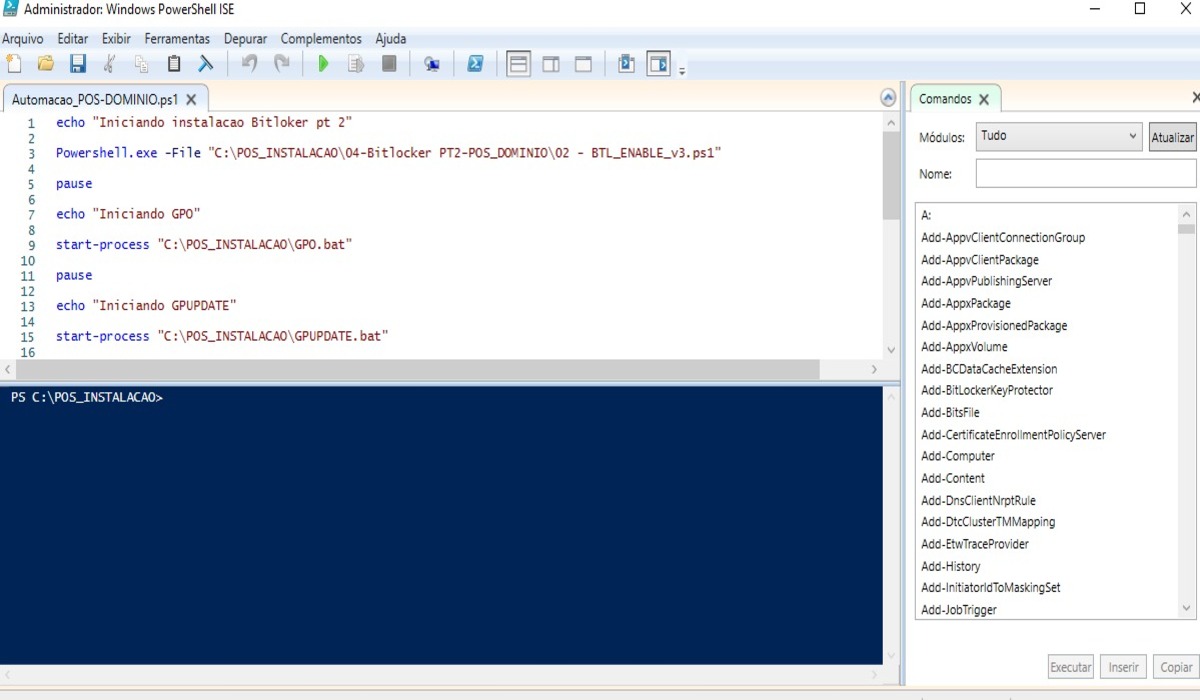 Administrador: Windows PowerShell ISE
Arquivo Editar Exibir Ferramentas Depurar Complementos Ajuda
Automacao_POS-DOMINIO.ps1 X
1 echo "Iniciando instalacao Bitloker pt 2"
2
3 Powershell.exe -File "C:\POS_INSTALACAO\04-Bitlocker PT2-POS_DOMINIO\02 - BTL_ENABLE_v3.ps1"
4
5 pause
6
7 echo "Iniciando GPO"
8
9 start-process "C:\POS_INSTALACAO\GPO.bat"
10
11 pause
12
13 echo "Iniciando GPUPDATE"
14
15 start-process "C:\POS_INSTALACAO\GPUPDATE.bat"
16
PS C:\POS_INSTALACAO>
Comandos X
Módulos: Tudo Atualizar
Nome:
A:
Add-AppvClientConnectionGroup
Add-AppvClientPackage
Add-AppvPublishingServer
Add-AppxPackage
Add-AppxProvisionedPackage
Add-AppxVolume
Add-BCDataCacheExtension
Add-BitLockerKeyProtector
Add-BitsFile
Add-CertificateEnrollmentPolicyServer
Add-Computer
Add-Content
Add-DnsClientNrptRule
Add-DtcClusterTMMapping
Add-EtwTraceProvider
Add-History
Add-InitiatorIdToMaskingSet
Add-JobTrigger
Executar Inserir Copiar